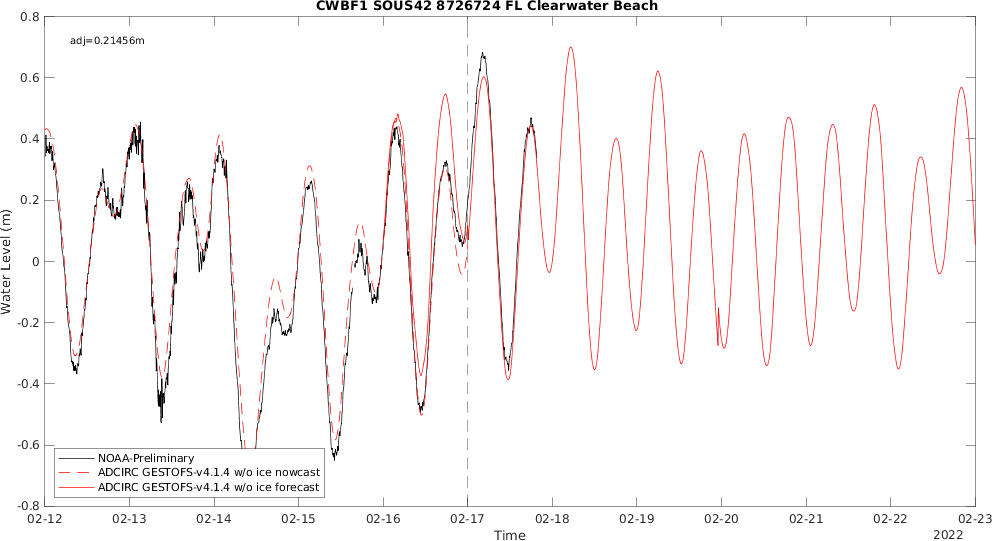 CWBF1 SOUS42 8726724 FL Clearwater Beach
adj=0.21456m
0.8
0.6
0.4
0.2
0
-0.2
-0.4
-0.6
-0.8
Water Level (m)
NOAA-Preliminary
ADCIRC GESTOFS-v4.1.4 w/o ice nowcast
ADCIRC GESTOFS-v4.1.4 w/o ice forecast
02-12 02-13 02-14 02-15 02-16 02-17 02-18 02-19 02-20 02-21 02-22 02-23
Time
2022